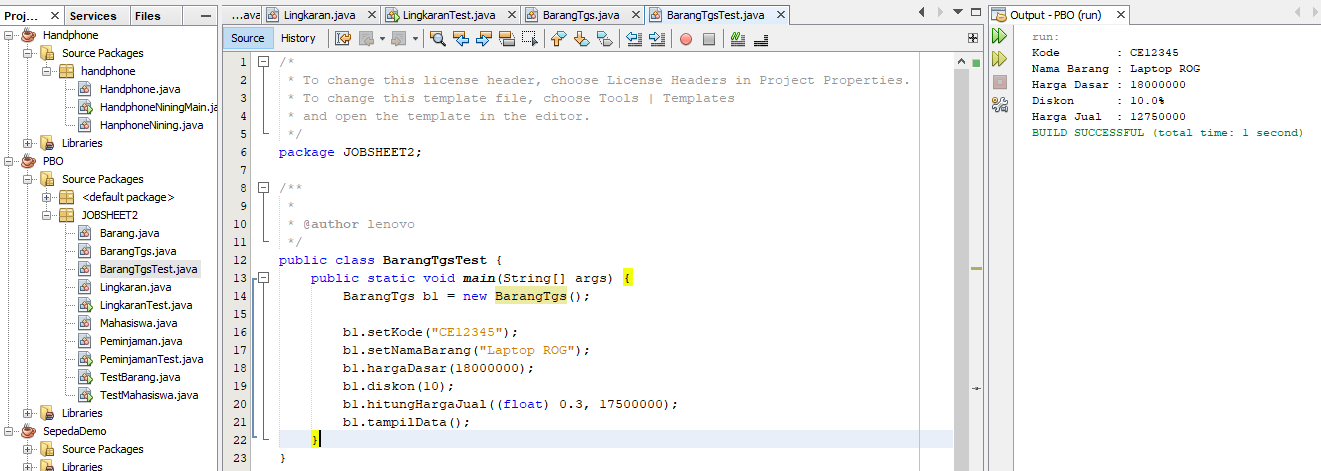 Proj... × Services Files —
Handphone
Source Packages
handphone
Handphone.java
HandphoneNiningMain.ja
HanphoneNining.java
Libraries
PBO
Source Packages
<default package>
JOBSHEET2
Barang.java
BarangTgs.java
BarangTgsTest.java
Lingkaran.java
LingkaranTest.java
Mahasiswa.java
Peminjaman.java
PeminjamanTest.java
TestBarang.java
TestMahasiswa.java
Libraries
SepedaDemo
Source Packages
Libraries
...ava Lingkaran.java × LingkaranTest.java × BarangTgs.java × BarangTgsTest.java ×
Source History
1 /*
2 * To change this license header, choose License Headers in Project Properties.
3 * To change this template file, choose Tools | Templates
4 * and open the template in the editor.
5 */
6 package JOBSHEET2;
7
8 /**
9 *
10 * @author lenovo
11 */
12 public class BarangTgsTest {
13 public static void main(String[] args) {
14 BarangTgs bl = new BarangTgs();
15
16 bl.setKode("CE12345");
17 bl.setNamaBarang("Laptop ROG");
18 bl.hargaDasar(18000000);
19 bl.diskon(10);
20 bl.hitungHargaJual((float) 0.3, 17500000);
21 bl.tampilData();
22 }
23 }
Output - PBO (run) ×
run:
Kode : CE12345
Nama Barang : Laptop ROG
Harga Dasar : 18000000
Diskon : 10.0%
Harga Jual : 12750000
BUILD SUCCESSFUL (total time: 1 second)